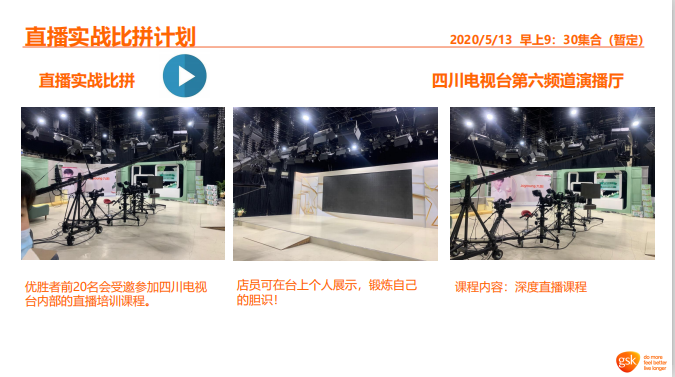 直播实战比拼计划
2020/5/13 早上9：30集合（暂定）
直播实战比拼
四川电视台第六频道演播厅
优胜者前20名会受邀参加四川电视
台内部的直播培训课程。
店员可在台上个人展示，锻炼自己
的胆识！
课程内容：深度直播课程
gsk
do more
feel better
live longer